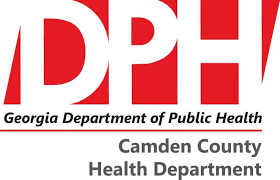 DPH
Georgia Department of Public Health
Camden County
Health Department